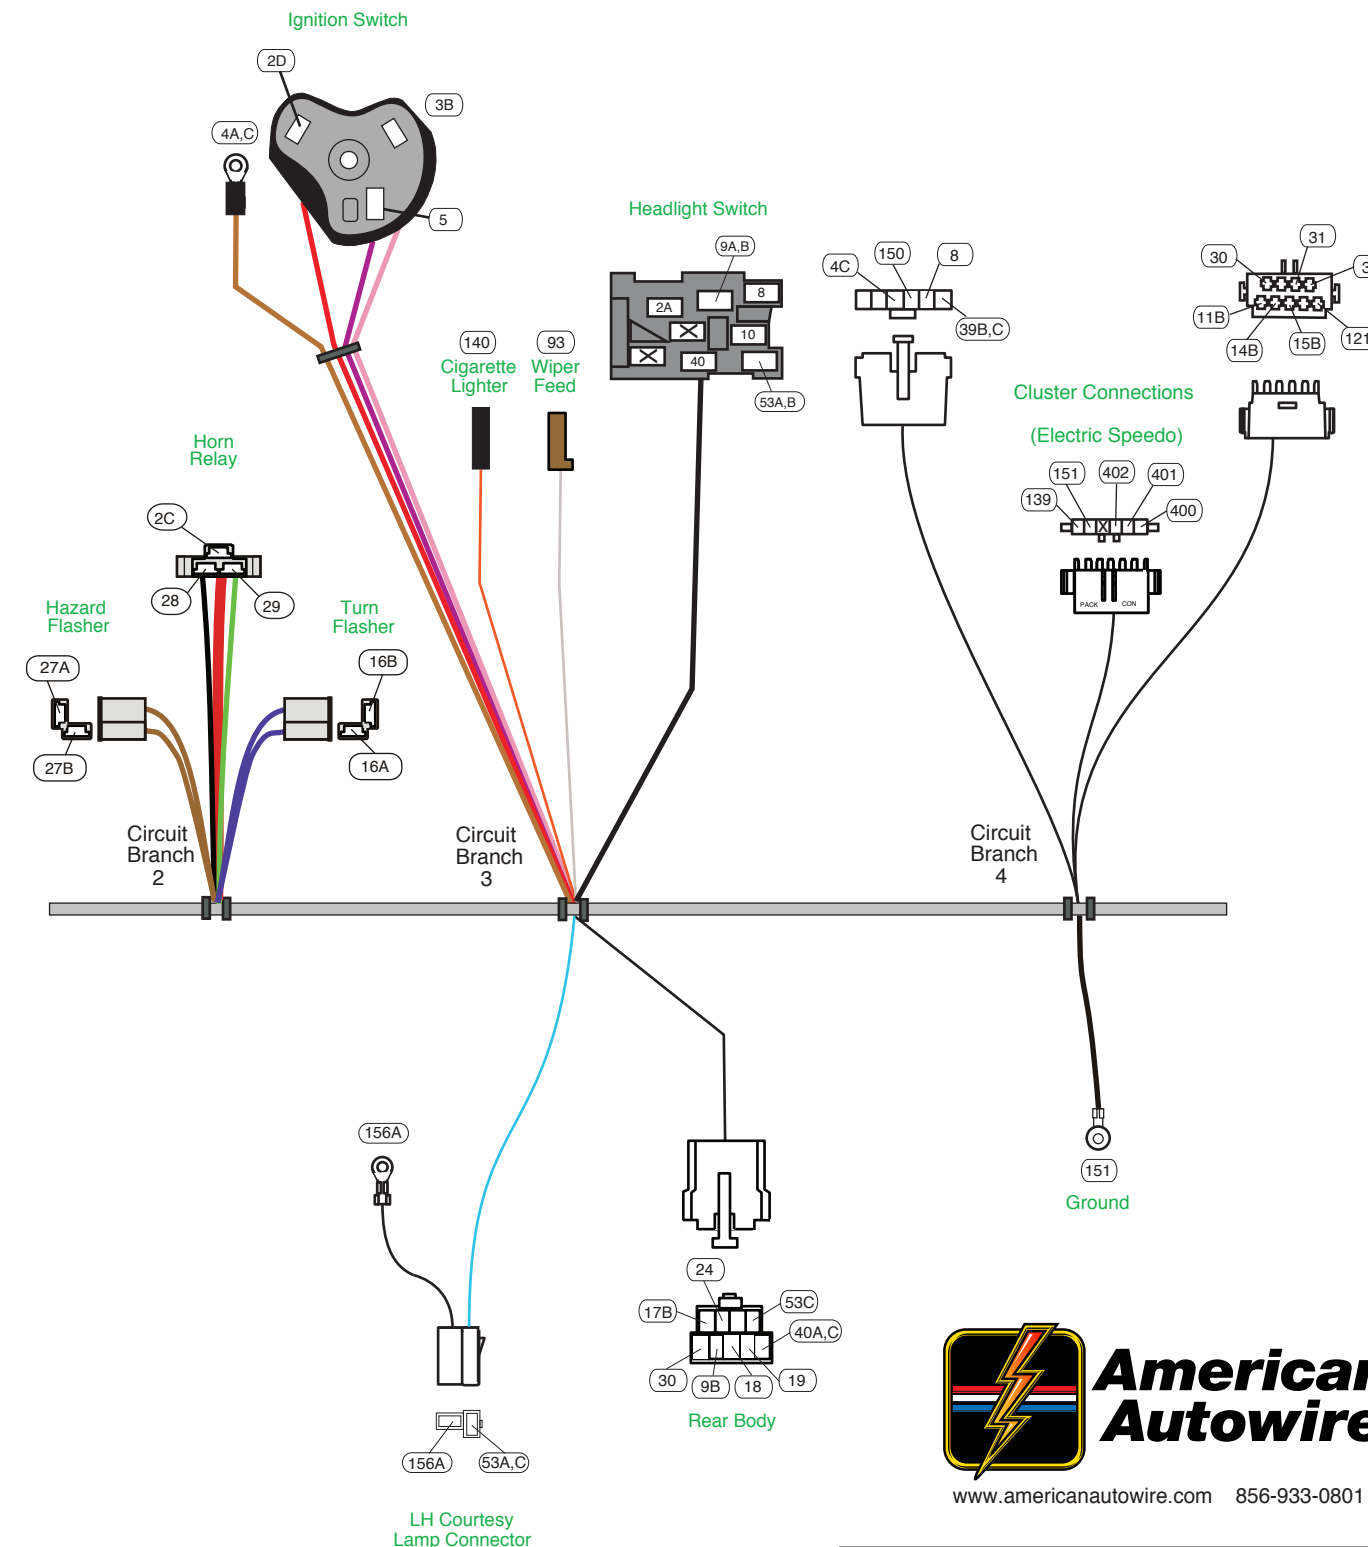 Ignition Switch
2D
3B
4A,C
5
Headlight Switch
9A,B
8
2A
10
40
53A,B
4C
150
8
39B,C
30
31
11B
14B
15B
121
140
Cigarette
Lighter
93
Wiper
Feed
Cluster Connections
(Electric Speedo)
151
402
401
139
400
PACK
CON
Horn
Relay
2C
28
29
Hazard
Flasher
27A
27B
Turn
Flasher
16B
16A
Circuit
Branch
2
Circuit
Branch
3
Circuit
Branch
4
156A
151
Ground
24
17B
53C
40A,C
30
9B
18
19
Rear Body
156A
53A,C
LH Courtesy
Lamp Connector
American
Autowire
www.americanautowire.com 856-933-0801